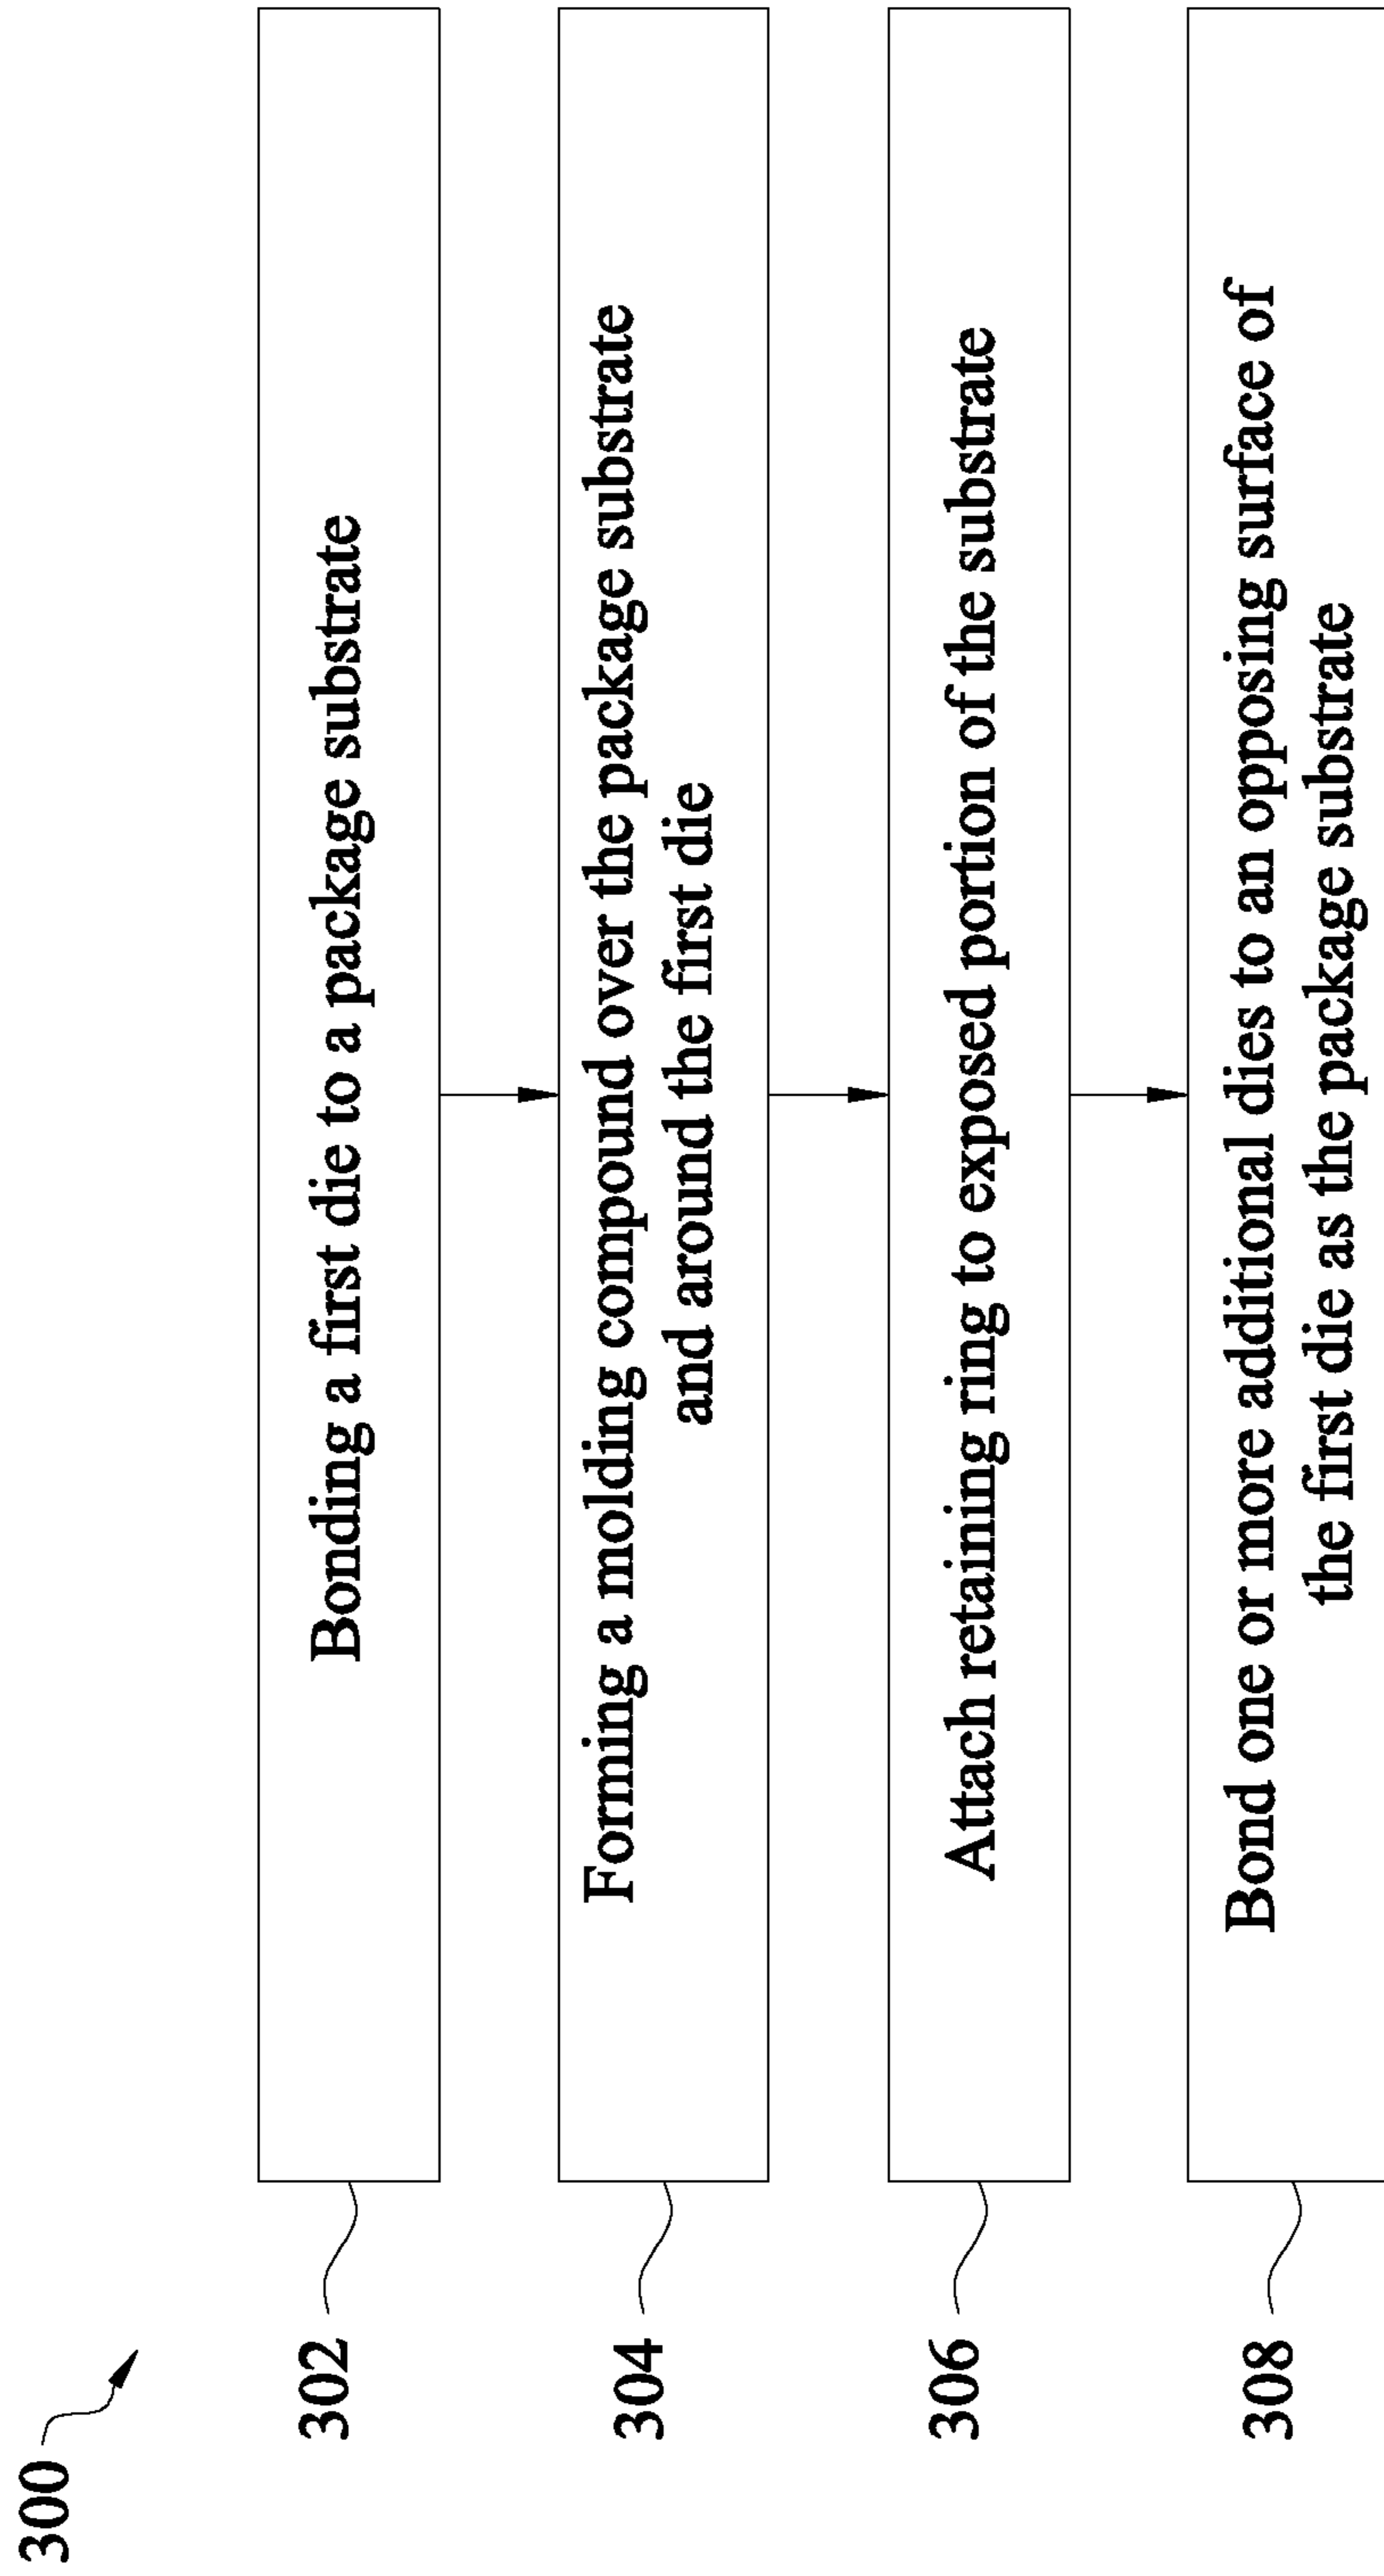 300
302
Bonding a first die to a package substrate
304
Forming a molding compound over the package substrate
and around the first die
306
Attach retaining ring to exposed portion of the substrate
308
Bond one or more additional dies to an opposing surface of
the first die as the package substrate